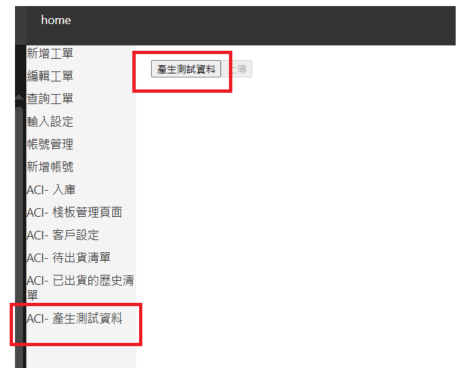 home
新增工單
編輯工單
查詢工單
輸入設定
帳號管理
新增帳號
ACI- 入庫
ACI- 棧板管理頁面
ACI- 客戶設定
ACI- 待出貨清單
ACI- 已出貨的歷史清
單
ACI- 產生測試資料
產生測試資料
上傳